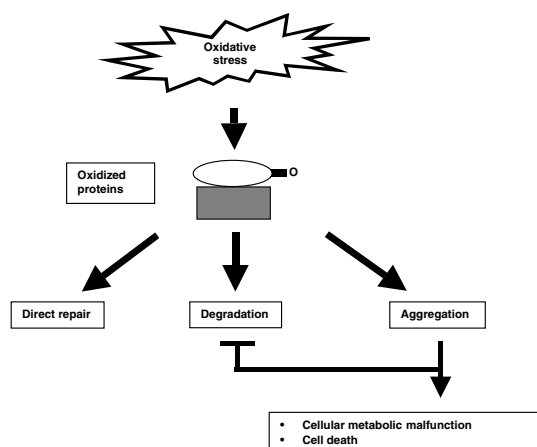 Oxidative
stress
Oxidized
proteins
O
Direct repair
Degradation
Aggregation
• Cellular metabolic malfunction
• Cell death